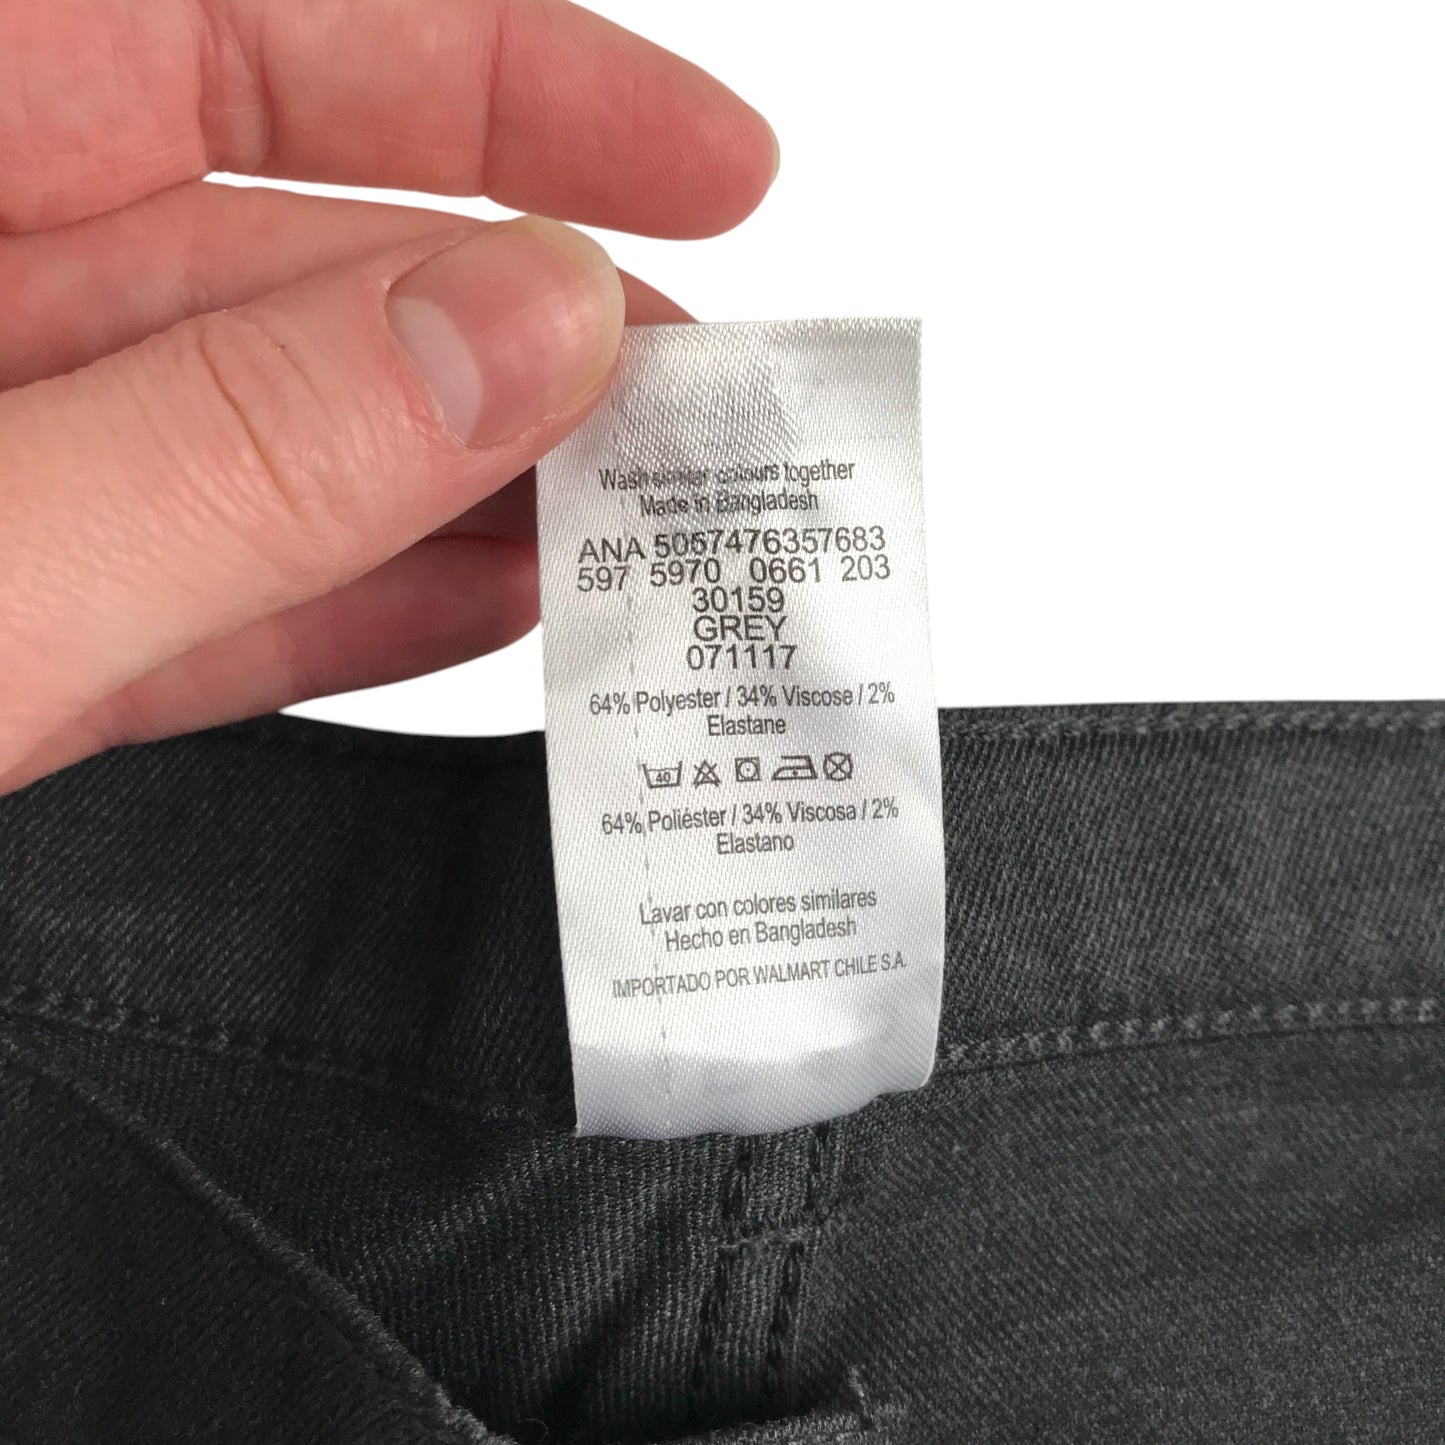 Wash similar colours together
Made in Bangladesh
ANA 5057476357683
597 5970 0661 203
30159
GREY
071117
64% Polyester / 34% Viscose / 2%
Elastane
40
64% Poliéster / 34% Viscosa / 2%
Elastano
Lavar con colores similares
Hecho en Bangladesh
IMPORTADO POR WALMART CHILE S.A.